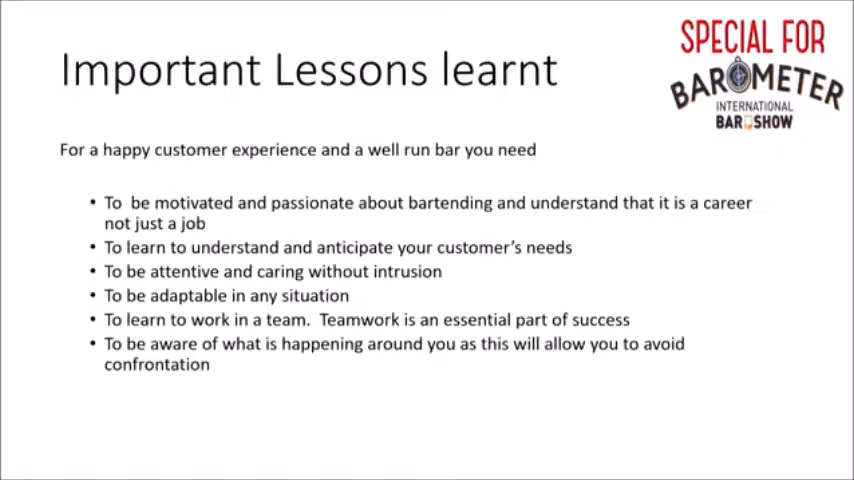 Important Lessons learnt
SPECIAL FOR
BAROMETER
INTERNATIONAL
BAR SHOW
For a happy customer experience and a well run bar you need
• To  be motivated and passionate about bartending and understand that it is a career
not just a job
• To learn to understand and anticipate your customer’s needs
• To be attentive and caring without intrusion
• To be adaptable in any situation
• To learn to work in a team.  Teamwork is an essential part of success
• To be aware of what is happening around you as this will allow you to avoid
confrontation